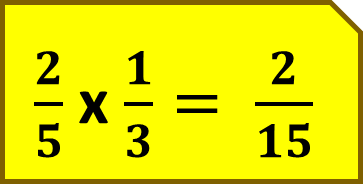 2/5 x 1/3 = 2/15